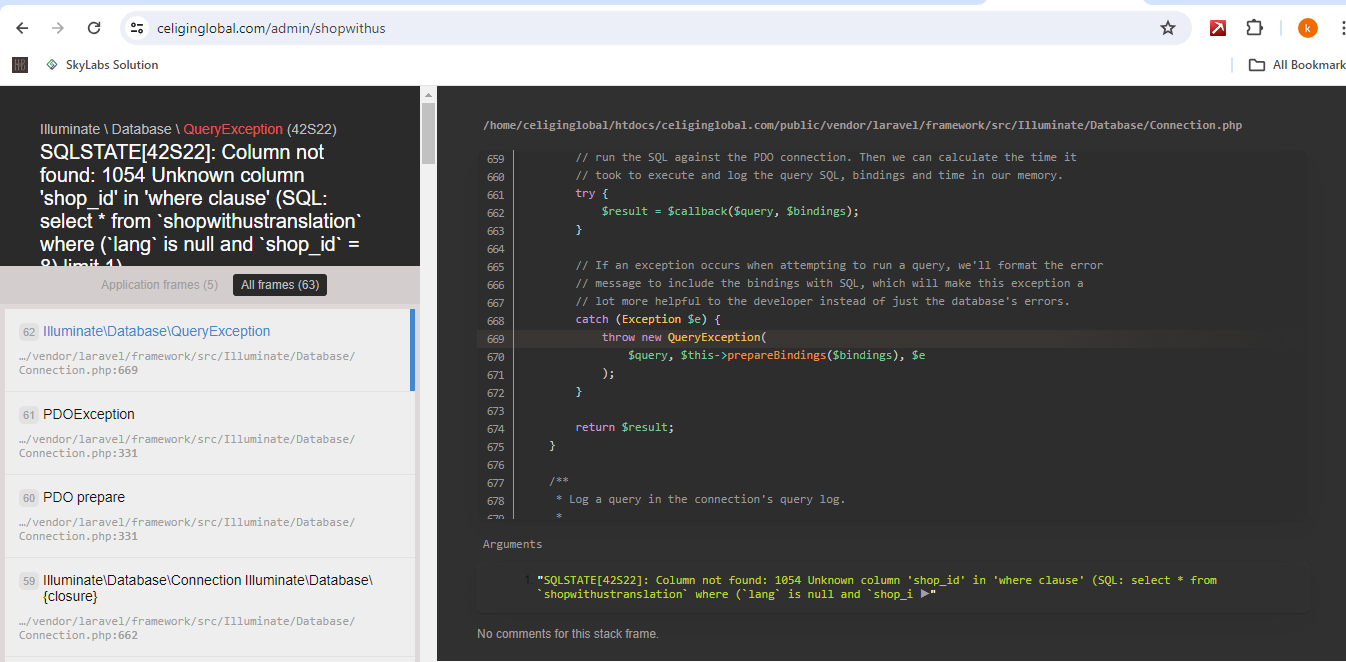 celiginglobal.com/admin/shopwithus
k
SkyLabs Solution
All Bookmark
Illuminate \ Database \ QueryException (42S22)
SQLSTATE[42S22]: Column not
found: 1054 Unknown column
'shop_id' in 'where clause' (SQL:
select * from `shopwithustranslation`
where (`lang` is null and `shop_id` =
8) limit 1)
Application frames (5)
All frames (63)
62 Illuminate\Database\QueryException
…/vendor/laravel/framework/src/Illuminate/Database/
Connection.php:669
61 PDOException
…/vendor/laravel/framework/src/Illuminate/Database/
Connection.php:331
60 PDO prepare
…/vendor/laravel/framework/src/Illuminate/Database/
Connection.php:331
59 Illuminate\Database\Connection Illuminate\Database\
{closure}
…/vendor/laravel/framework/src/Illuminate/Database/
Connection.php:662
/home/celiginglobal/htdocs/celiginglobal.com/public/vendor/laravel/framework/src/Illuminate/Database/Connection.php
659 // run the SQL against the PDO connection. Then we can calculate the time it
660 // took to execute and log the query SQL, bindings and time in our memory.
661 try {
662 $result = $callback($query, $bindings);
663 }
664
665 // If an exception occurs when attempting to run a query, we'll format the error
666 // message to include the bindings with SQL, which will make this exception a
667 // lot more helpful to the developer instead of just the database's errors.
668 catch (Exception $e) {
669 throw new QueryException(
670 $query, $this->prepareBindings($bindings), $e
671 );
672 }
673
674 return $result;
675 }
676
677 /**
678 * Log a query in the connection's query log.
679 *
Arguments
1. "SQLSTATE[42S22]: Column not found: 1054 Unknown column 'shop_id' in 'where clause' (SQL: select * from
`shopwithustranslation` where (`lang` is null and `shop_i ▶"
No comments for this stack frame.